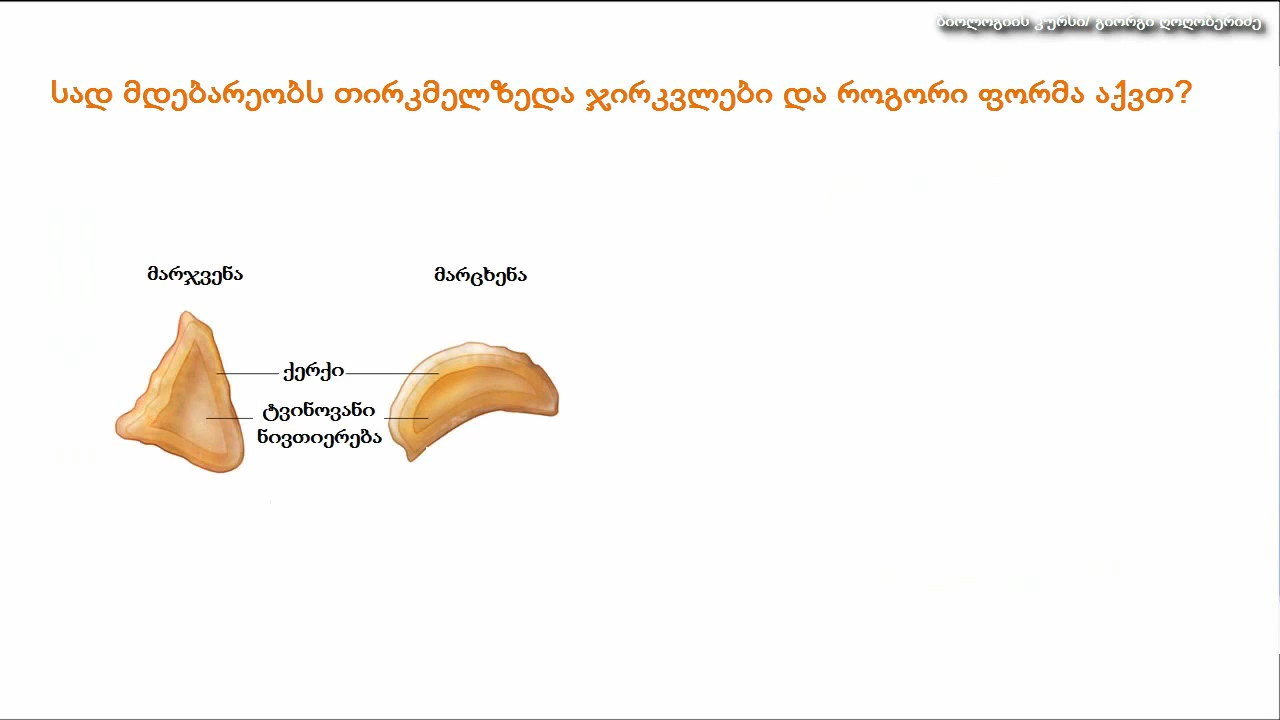 ბიოლოგიის კურსი/ გიორგი ღოღობერიძე
სად მდებარეობს თირკმელზედა ჯირკვლები და როგორი ფორმა აქვთ?
მარჯვენა
მარცხენა
ქერქი
ტვინოვანი
ნივთიერება